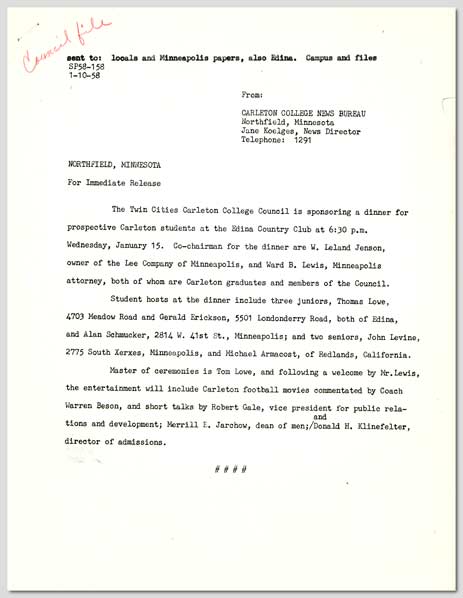 Council file
sent to: locals and Minneapolis papers, also Edina. Campus and files
SP58-158
1-10-58
From:
CARLETON COLLEGE NEWS BUREAU
Northfield, Minnesota
Jane Koelges, News Director
Telephone: 1291
NORTHFIELD, MINNESOTA
For Immediate Release
The Twin Cities Carleton College Council is sponsoring a dinner for
prospective Carleton students at the Edina Country Club at 6:30 p.m.
Wednesday, January 15. Co-chairman for the dinner are W. Leland Jenson,
owner of the Lee Company of Minneapolis, and Ward B. Lewis, Minneapolis
attorney, both of whom are Carleton graduates and members of the Council.
Student hosts at the dinner include three juniors, Thomas Lowe,
4703 Meadow Road and Gerald Erickson, 5501 Londonderry Road, both of Edina,
and Alan Schmucker, 2814 W. 41st St., Minneapolis; and two seniors, John Levine,
2775 South Xerxes, Minneapolis, and Michael Armacost, of Redlands, California.
Master of ceremonies is Tom Lowe, and following a welcome by Mr.Lewis,
the entertainment will include Carleton football movies commentated by Coach
Warren Beson, and short talks by Robert Gale, vice president for public rela-
and
tions and development; Merrill E. Jarchow, dean of men;/Donald H. Klinefelter,
director of admissions.
# # # #